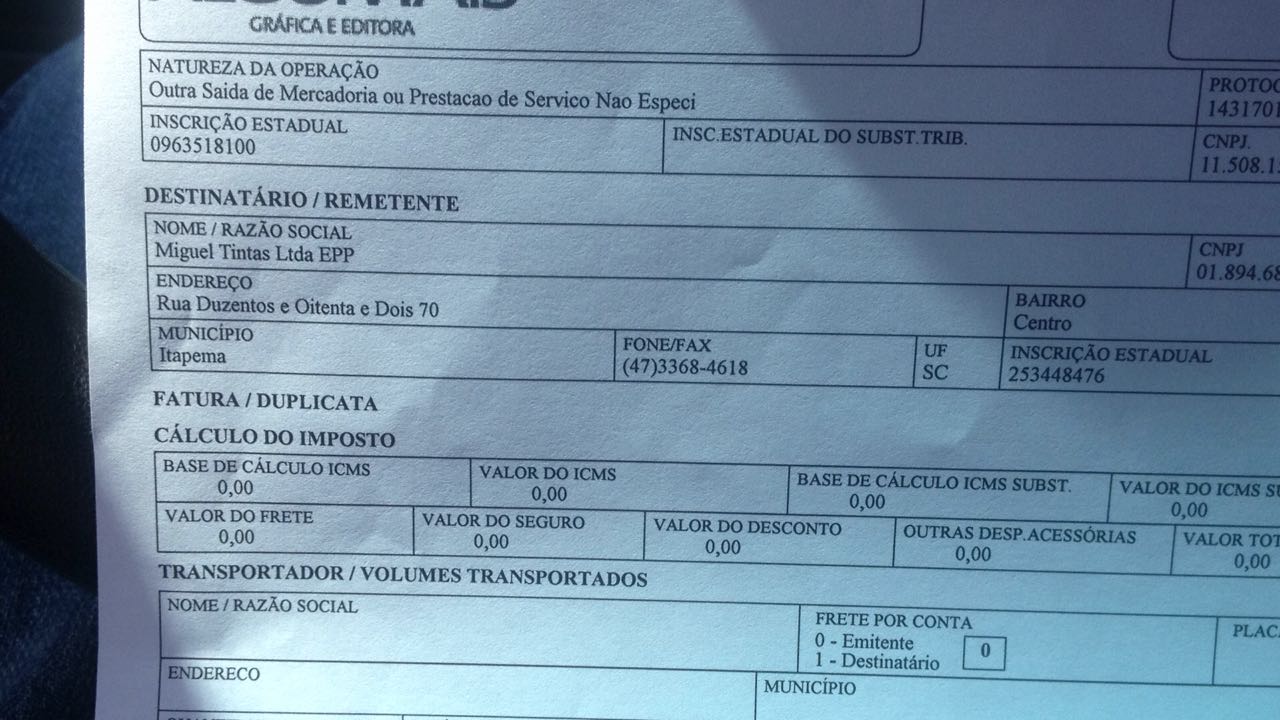 GRÁFICA E EDITORA
NATUREZA DA OPERAÇÃO
Outra Saida de Mercadoria ou Prestacao de Servico Nao Especi
PROTOC
1431701
INSCRIÇÃO ESTADUAL
0963518100
INSC.ESTADUAL DO SUBST.TRIB.
CNPJ.
11.508.1
DESTINATÁRIO / REMETENTE
NOME / RAZÃO SOCIAL
Miguel Tintas Ltda EPP
CNPJ
01.894.68
ENDEREÇO
Rua Duzentos e Oitenta e Dois 70
BAIRRO
Centro
MUNICÍPIO
Itapema
FONE/FAX
(47)3368-4618
UF
SC
INSCRIÇÃO ESTADUAL
253448476
FATURA / DUPLICATA
CÁLCULO DO IMPOSTO
BASE DE CÁLCULO ICMS
0,00
VALOR DO ICMS
0,00
BASE DE CÁLCULO ICMS SUBST.
0,00
VALOR DO ICMS SU
0,00
VALOR DO FRETE
0,00
VALOR DO SEGURO
0,00
VALOR DO DESCONTO
0,00
OUTRAS DESP.ACESSÓRIAS
0,00
VALOR TOT
0,00
TRANSPORTADOR / VOLUMES TRANSPORTADOS
NOME / RAZÃO SOCIAL
FRETE POR CONTA
0 - Emitente
1 - Destinatário
0
PLAC
ENDERECO
MUNICÍPIO